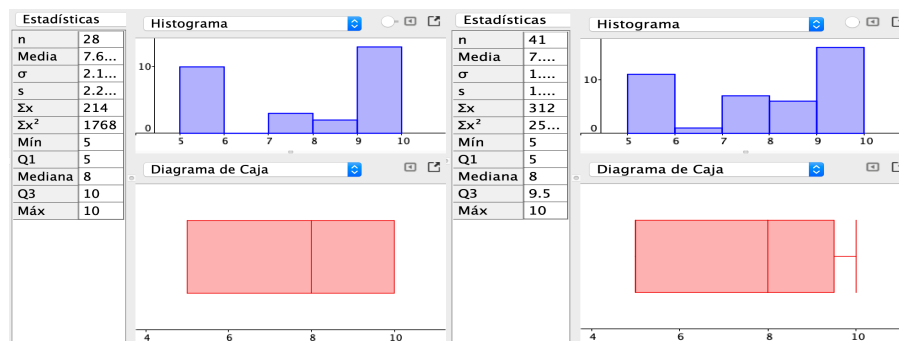 Estadísticas
n 28
Media 7.6...
σ 2.1...
s 2.2...
Σx 214
Σx² 1768
Mín 5
Q1 5
Mediana 8
Q3 10
Máx 10
Histograma
10
0
5 6 7 8 9 10
Diagrama de Caja
4 6 8 10
Estadísticas
n 41
Media 7....
σ 1....
s 1....
Σx 312
Σx² 25...
Mín 5
Q1 5
Mediana 8
Q3 9.5
Máx 10
Histograma
10
0
5 6 7 8 9 10
Diagrama de Caja
4 6 8 10